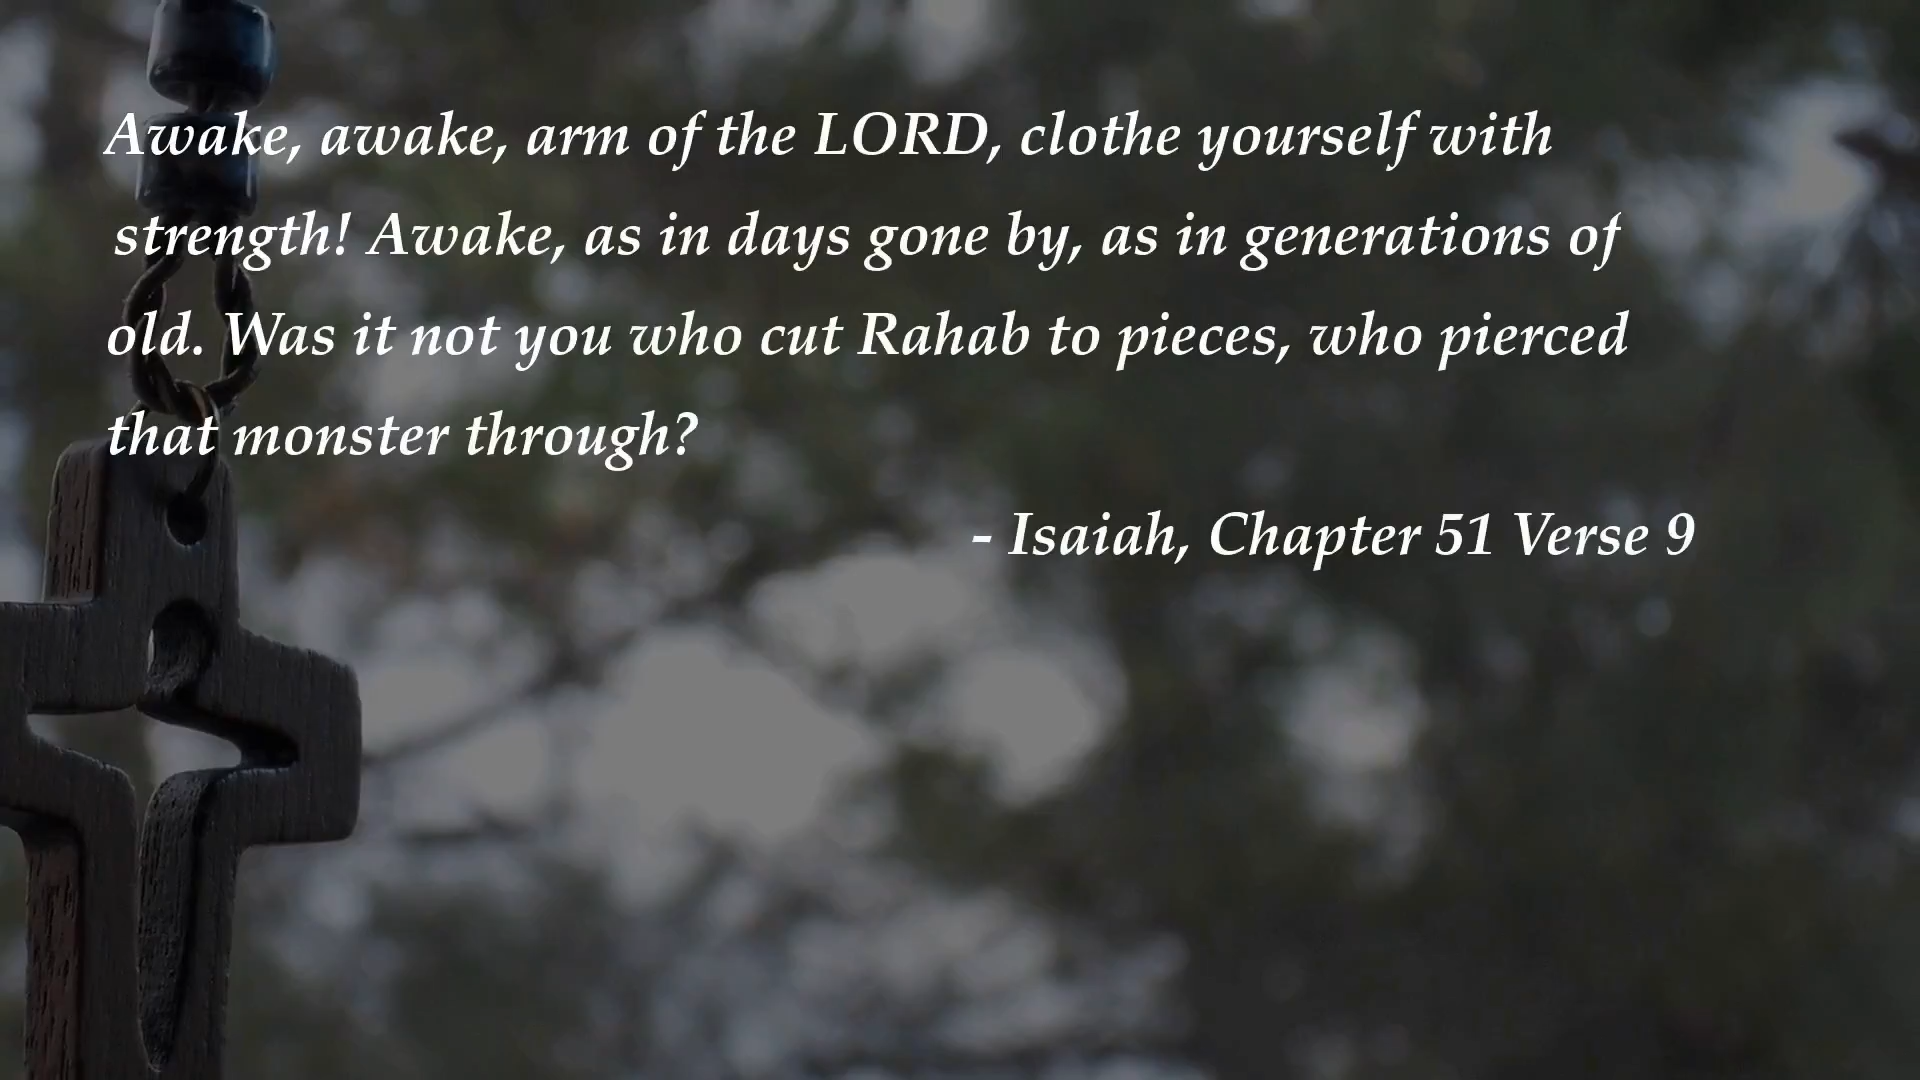 Awake, awake, arm of the LORD, clothe yourself with
strength! Awake, as in days gone by, as in generations of
old. Was it not you who cut Rahab to pieces, who pierced
that monster through?
- Isaiah, Chapter 51 Verse 9